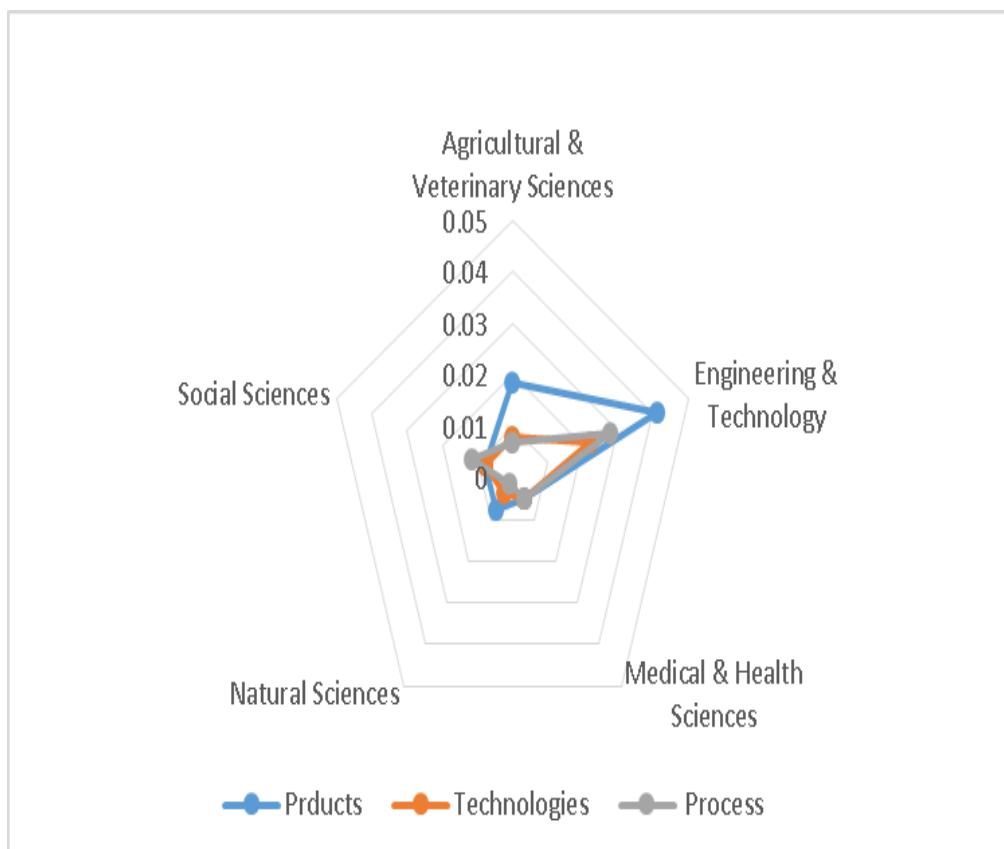 Agricultural &
Veterinary Sciences
0.05
0.04
0.03
0.02
0.01
0
Engineering &
Technology
Social Sciences
Medical & Health
Sciences
Natural Sciences
Prducts
Technologies
Process